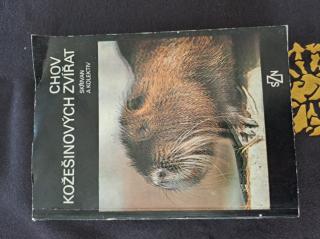 CHOV
KOŽEŠINOVÝCH ZVÍŘAT
SKŘIVAN
A KOLEKTIV
SZN